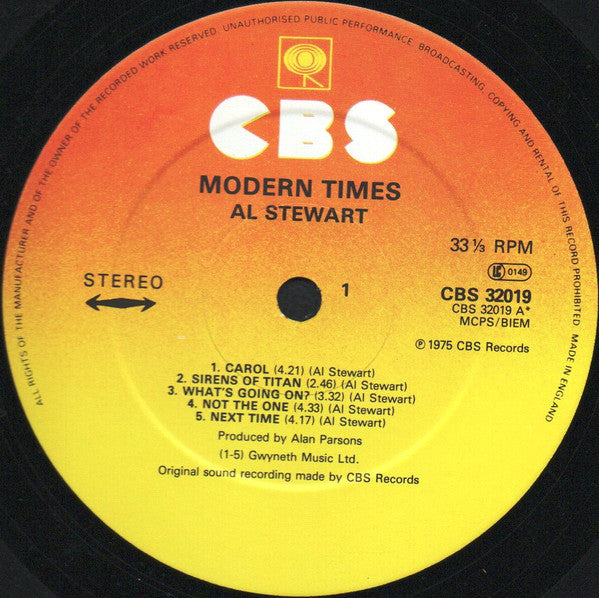 ALL RIGHTS OF THE MANUFACTURER AND OF THE OWNER OF THE RECORDED WORK RESERVED. UNAUTHORISED PUBLIC PERFORMANCE, BROADCASTING, COPYING AND RENTAL OF THIS RECORD PROHIBITED. MADE IN ENGLAND
CBS
MODERN TIMES
AL STEWART
33⅓ RPM
LC 0149
STEREO
1
CBS 32019
CBS 32019 A*
MCPS/BIEM
℗ 1975 CBS Records
1. CAROL (4.21) (Al Stewart)
2. SIRENS OF TITAN (2.46) (Al Stewart)
3. WHAT'S GOING ON? (3.32) (Al Stewart)
4. NOT THE ONE (4.33) (Al Stewart)
5. NEXT TIME (4.17) (Al Stewart)
Produced by Alan Parsons
(1-5) Gwyneth Music Ltd.
Original sound recording made by CBS Records